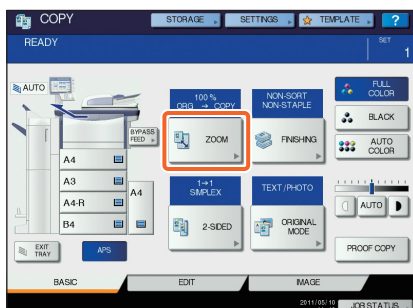 COPY
STORAGE
SETTINGS
TEMPLATE
?
READY
SET
1
AUTO
100 %
ORG → COPY
NON-SORT
NON-STAPLE
FULL
COLOR
ZOOM
FINISHING
BLACK
BYPASS
FEED
AUTO
COLOR
A4
A3
A4-R
B4
A4
1→1
SIMPLEX
TEXT/PHOTO
2-SIDED
ORIGINAL
MODE
AUTO
EXIT
TRAY
APS
PROOF COPY
BASIC
EDIT
IMAGE
2011/05/10
JOB STATUS